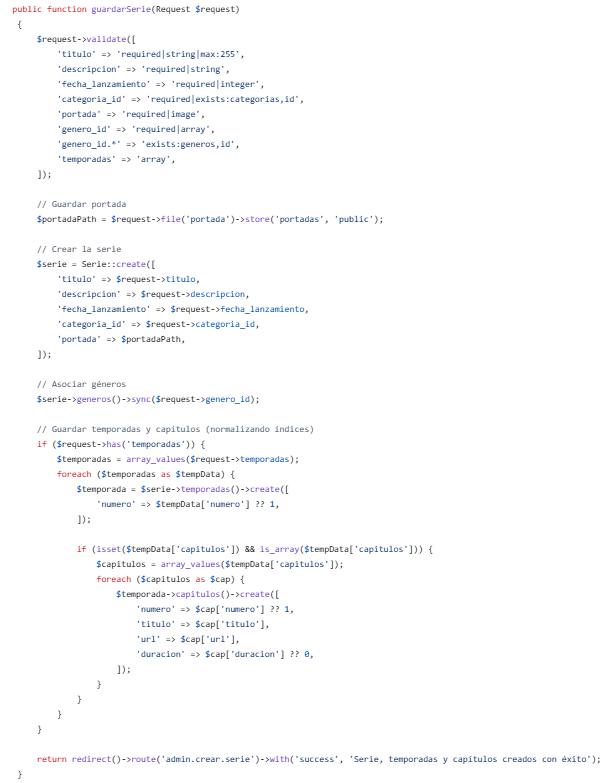 public function guardarSerie(Request $request)
{
    $request->validate([
        'titulo' => 'required|string|max:255',
        'descripcion' => 'required|string',
        'fecha_lanzamiento' => 'required|integer',
        'categoria_id' => 'required|exists:categorias,id',
        'portada' => 'required|image',
        'genero_id' => 'required|array',
        'genero_id.*' => 'exists:generos,id',
        'temporadas' => 'array',
    ]);
    // Guardar portada
    $portadaPath = $request->file('portada')->store('portadas', 'public');
    // Crear la serie
    $serie = Serie::create([
        'titulo' => $request->titulo,
        'descripcion' => $request->descripcion,
        'fecha_lanzamiento' => $request->fecha_lanzamiento,
        'categoria_id' => $request->categoria_id,
        'portada' => $portadaPath,
    ]);
    // Asociar géneros
    $serie->generos()->sync($request->genero_id);
    // Guardar temporadas y capítulos (normalizando índices)
    if ($request->has('temporadas')) {
        $temporadas = array_values($request->temporadas);
        foreach ($temporadas as $tempData) {
            $temporada = $serie->temporadas()->create([
                'numero' => $tempData['numero'] ?? 1,
            ]);
            if (isset($tempData['capitulos']) && is_array($tempData['capitulos'])) {
                $capitulos = array_values($tempData['capitulos']);
                foreach ($capitulos as $cap) {
                    $temporada->capitulos()->create([
                        'numero' => $cap['numero'] ?? 1,
                        'titulo' => $cap['titulo'],
                        'url' => $cap['url'],
                        'duracion' => $cap['duracion'] ?? 0,
                    ]);
                }
            }
        }
    }
    return redirect()->route('admin.crear.serie')->with('success', 'Serie, temporadas y capítulos creados con éxito');
}